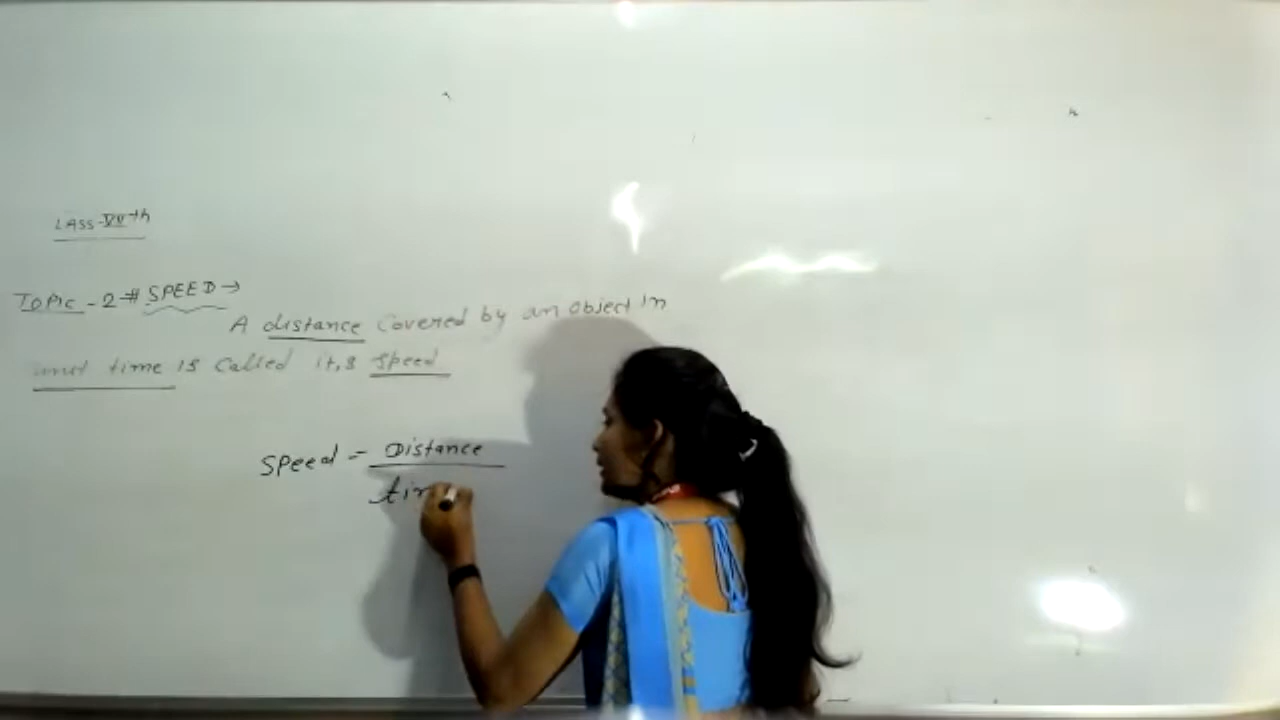 LASS-VIIth
TOPIC - 2 # SPEED →
A distance Covered by an object in
unit time is Called it,s speed
Speed = Distance
tim